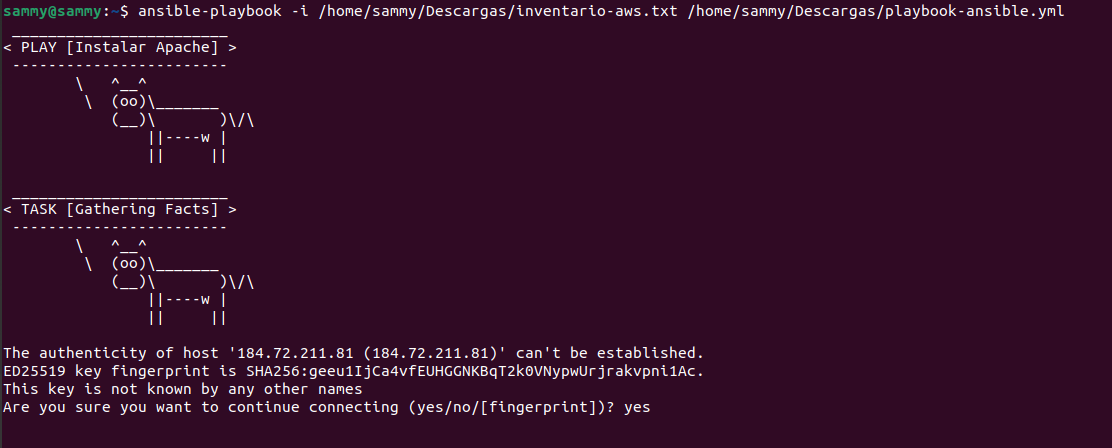 sammy@sammy:~$ ansible-playbook -i /home/sammy/Descargas/inventario-aws.txt /home/sammy/Descargas/playbook-ansible.yml
 ________________________
< PLAY [Instalar Apache] >
 ------------------------
        \   ^__^
         \  (oo)\_______
            (__)\       )\/\
                ||----w |
                ||     ||

 ________________________
< TASK [Gathering Facts] >
 ------------------------
        \   ^__^
         \  (oo)\_______
            (__)\       )\/\
                ||----w |
                ||     ||

The authenticity of host '184.72.211.81 (184.72.211.81)' can't be established.
ED25519 key fingerprint is SHA256:geeu1IjCa4vfEUHGGNKBqT2k0VNypwUrjrakvpni1Ac.
This key is not known by any other names
Are you sure you want to continue connecting (yes/no/[fingerprint])? yes